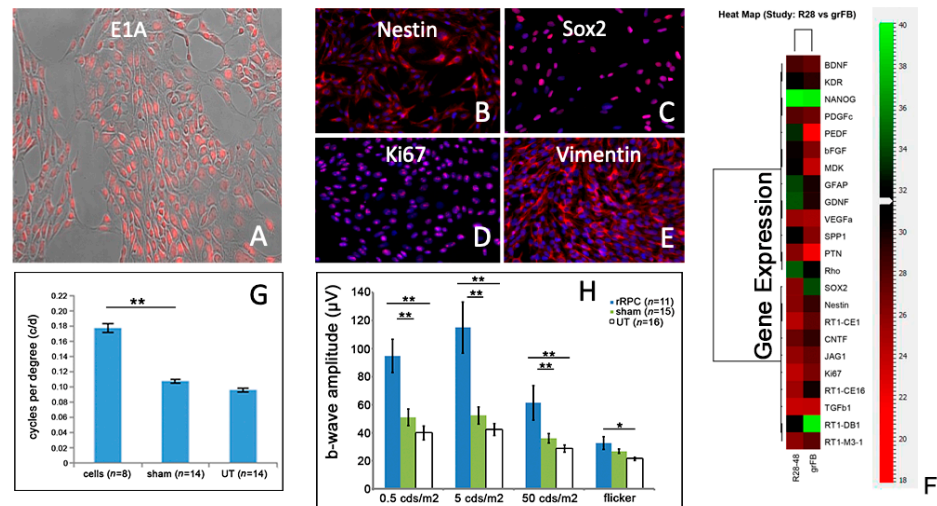 E1A
A
Nestin
B
Sox2
C
Ki67
D
Vimentin
E
Heat Map (Study: R28 vs grFB)
BDNF
KDR
NANOG
PDGFc
PEDF
bFGF
MDK
GFAP
GDNF
VEGFa
SPP1
PTN
Rho
SOX2
Nestin
RT1-CE1
CNTF
JAG1
Ki67
RT1-CE16
TGFb1
RT1-DB1
RT1-M3-1
Gene Expression
R28-48
grFB
40
38
36
34
32
30
28
26
24
22
20
18
F
G
**
cycles per degree (c/d)
0.22
0.20
0.18
0.16
0.14
0.12
0.10
0.08
0.06
0.04
0.02
0
cells (n=8) sham (n=14) UT (n=14)
H
b-wave amplitude (µV)
140
120
100
80
60
40
20
0
rRPC (n=11)
sham (n=15)
UT (n=16)
**
**
**
**
**
**
*
0.5 cds/m2 5 cds/m2 50 cds/m2 flicker